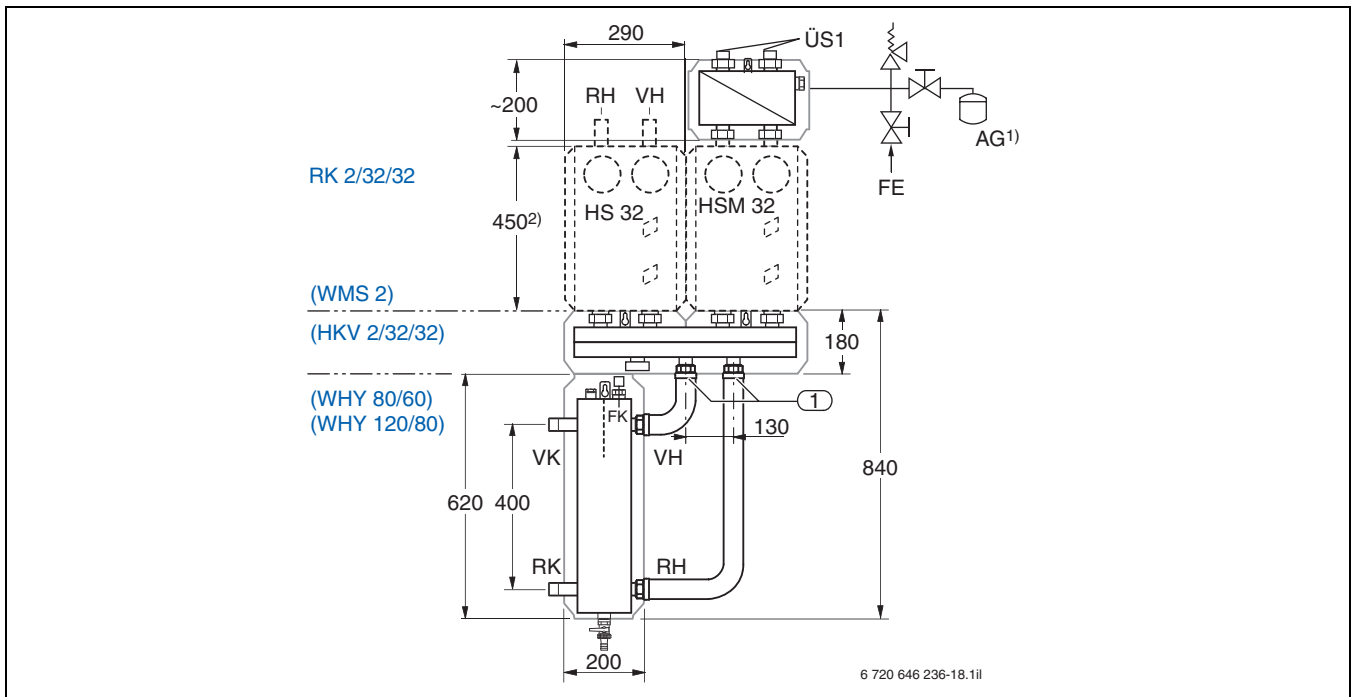 290
ÜS1
~200
RH
VH
AG1)
FE
RK 2/32/32
HS 32
HSM 32
450²⁾
(WMS 2)
(HKV 2/32/32)
180
(WHY 80/60)
(WHY 120/80)
1
FK
130
VK
VH
840
620
400
RK
RH
200
6 720 646 236-18.1il